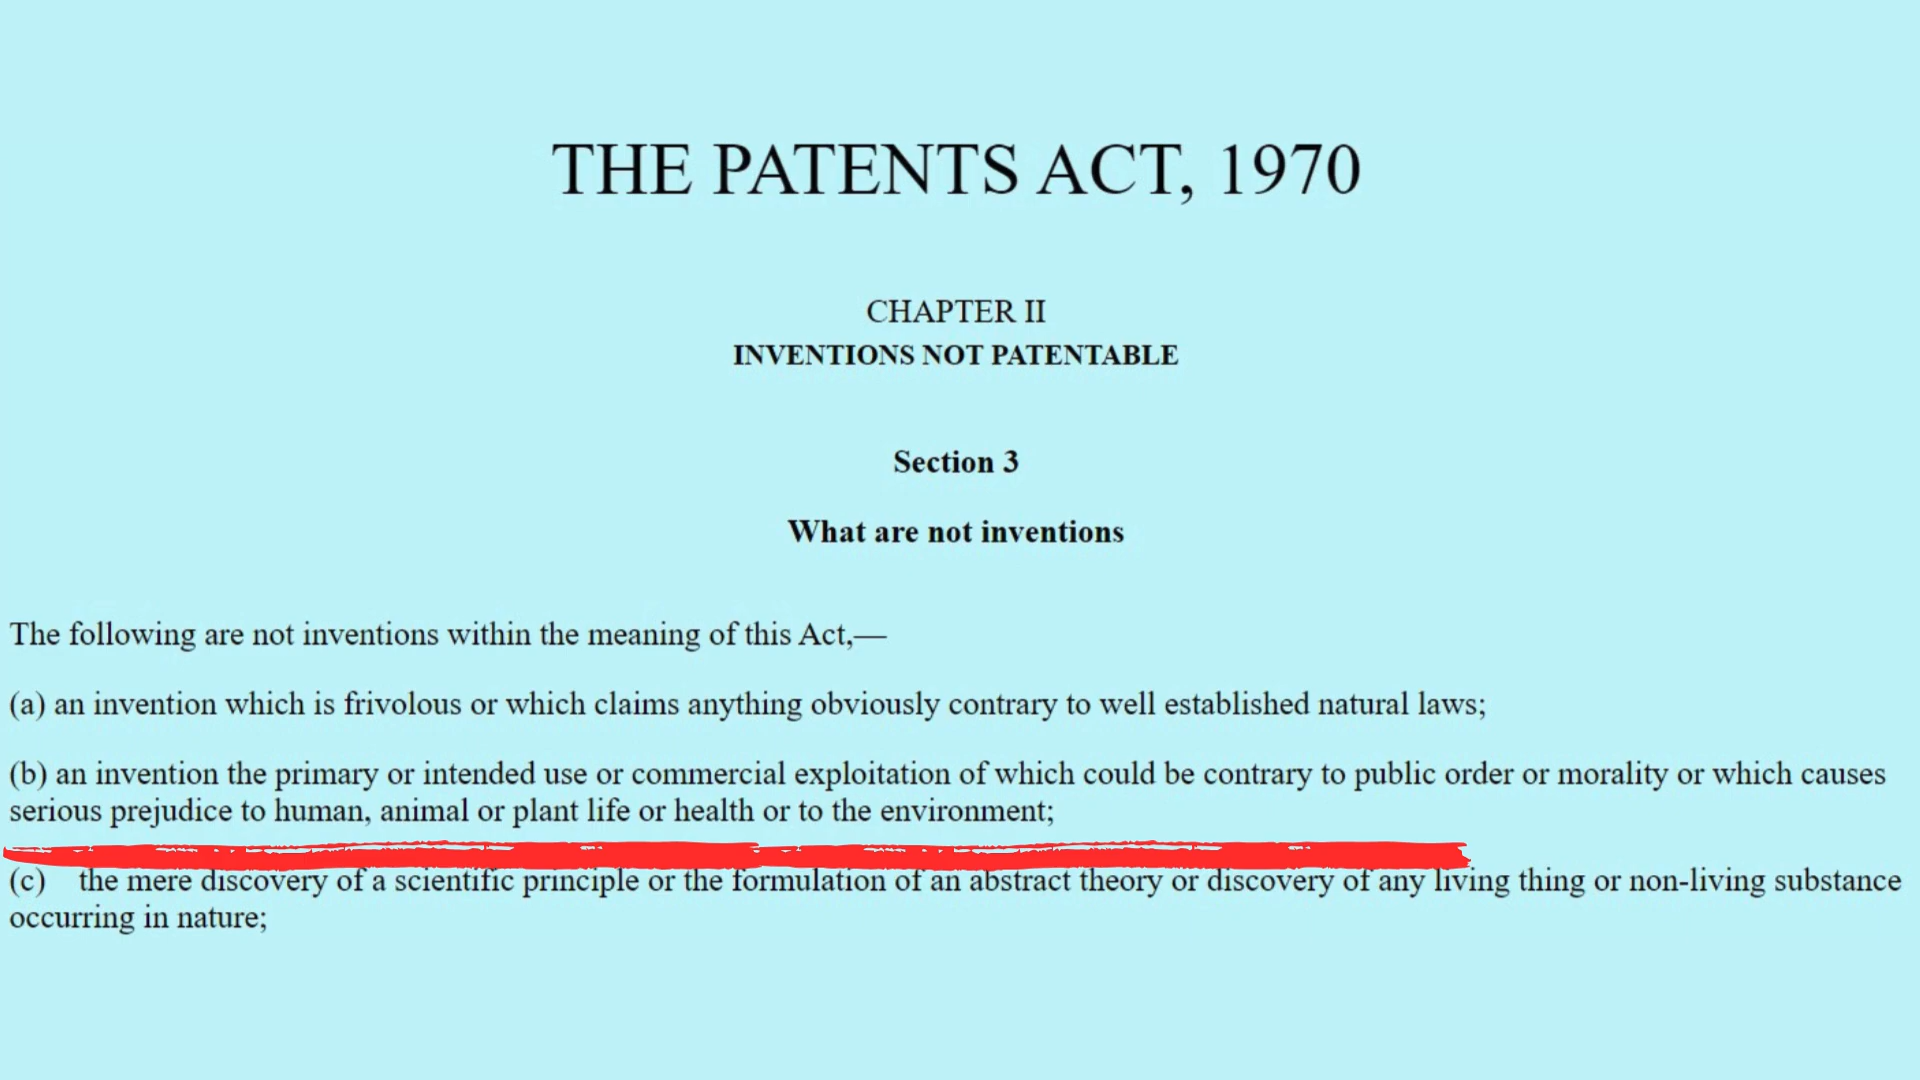 THE PATENTS ACT, 1970
CHAPTER II
INVENTIONS NOT PATENTABLE
Section 3
What are not inventions
The following are not inventions within the meaning of this Act,—
(a) an invention which is frivolous or which claims anything obviously contrary to well established natural laws;
(b) an invention the primary or intended use or commercial exploitation of which could be contrary to public order or morality or which causes
serious prejudice to human, animal or plant life or health or to the environment;
(c) the mere discovery of a scientific principle or the formulation of an abstract theory or discovery of any living thing or non-living substance
occurring in nature;